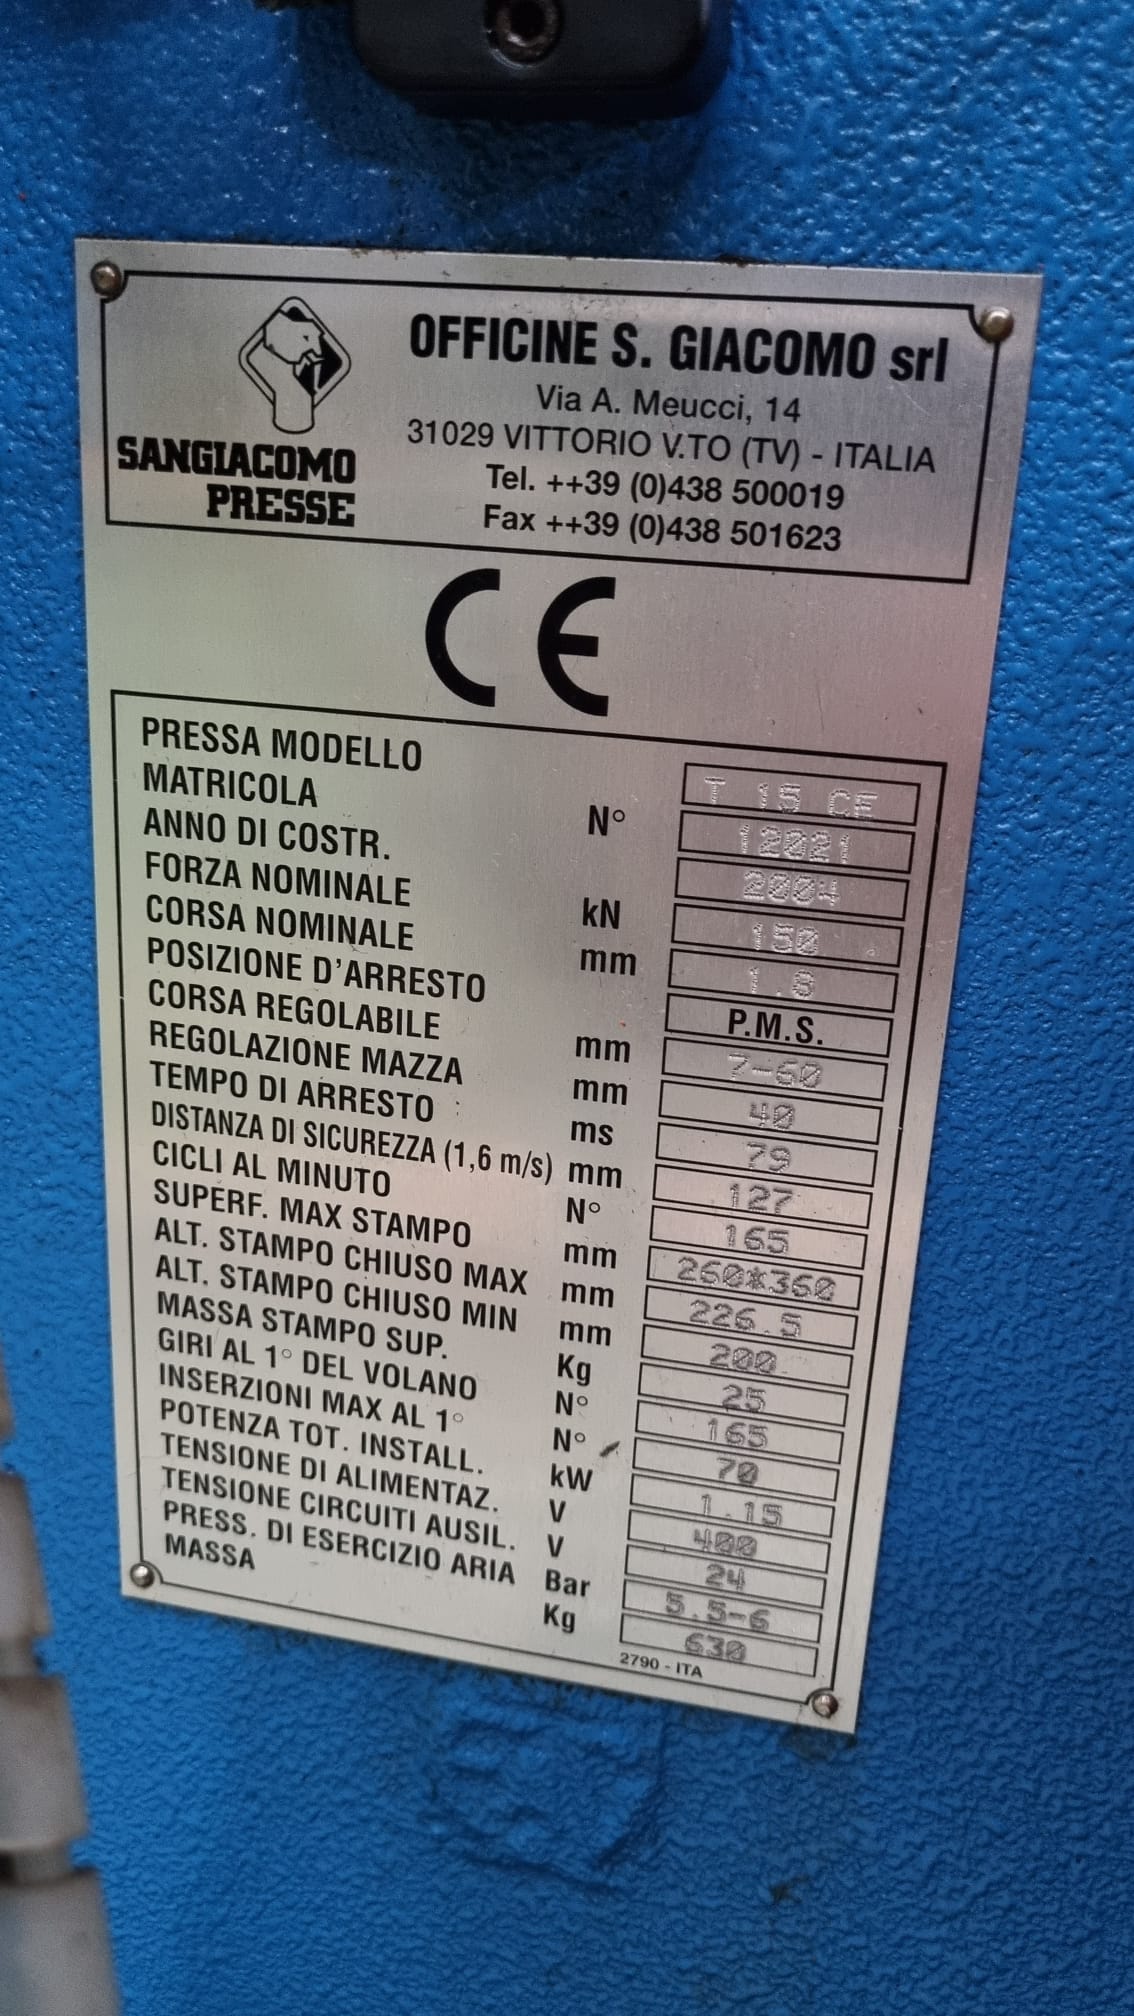 SANGIACOMO
PRESSE
OFFICINE S. GIACOMO srl
Via A. Meucci, 14
31029 VITTORIO V.TO (TV) - ITALIA
Tel. ++39 (0)438 500019
Fax ++39 (0)438 501623
CE
PRESSA MODELLO T 15 CE
MATRICOLA N° 12021
ANNO DI COSTR. 2004
FORZA NOMINALE kN 150
CORSA NOMINALE mm 1.8
POSIZIONE D'ARRESTO P.M.S.
CORSA REGOLABILE mm 7-60
REGOLAZIONE MAZZA mm 40
TEMPO DI ARRESTO ms 79
DISTANZA DI SICUREZZA (1,6 m/s) mm 127
CICLI AL MINUTO N° 165
SUPERF. MAX STAMPO mm 260*360
ALT. STAMPO CHIUSO MAX mm 226.5
ALT. STAMPO CHIUSO MIN mm 200
MASSA STAMPO SUP. Kg 25
GIRI AL 1° DEL VOLANO N° 165
INSERZIONI MAX AL 1° N° 70
POTENZA TOT. INSTALL. kW 1.15
TENSIONE DI ALIMENTAZ. V 400
TENSIONE CIRCUITI AUSIL. V 24
PRESS. DI ESERCIZIO ARIA Bar 5.5-6
MASSA Kg 630
2790 - ITA